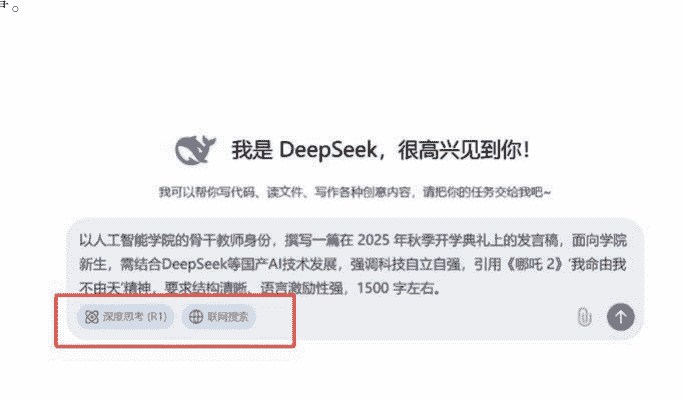 。
我是 DeepSeek，很高兴见到你！
我可以帮你写代码、读文件、写作各种创意内容，请把你的任务交给我吧~
以人工智能学院的骨干教师身份，撰写一篇在 2025 年秋季开学典礼上的发言稿，面向学院
新生，需结合DeepSeek等国产AI技术发展，强调科技自立自强，引用《哪吒 2》‘我命由我
不由天’精神，要求结构清晰、语言激励性强，1500 字左右。
深度思考 (R1) 联网搜索